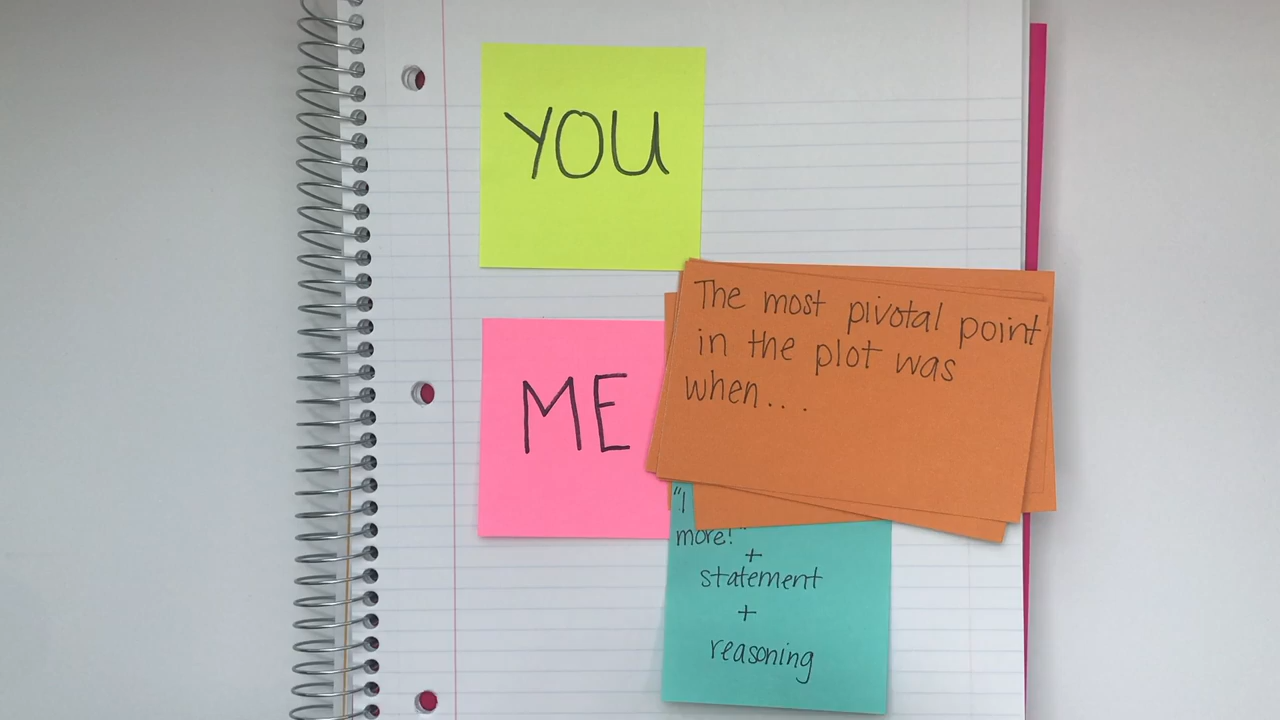 YOU
ME
The most pivotal point
in the plot was
when...
"I
more!"
+
statement
+
reasoning